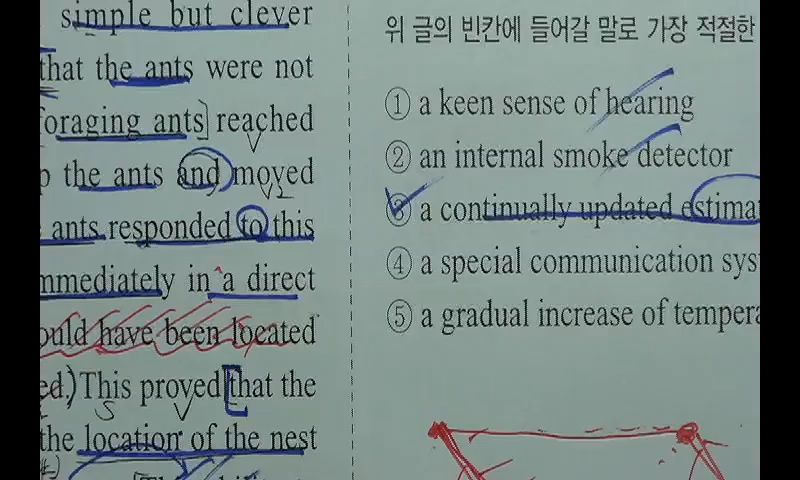 simple but clever
that the ants were not
foraging ants] reached
the ants and moved
ants responded to this
immediately in a direct
would have been located
ed.) This proved that the
the location of the nest
위 글의 빈칸에 들어갈 말로 가장 적절한
① a keen sense of hearing
② an internal smoke detector
③ a continually updated estima
④ a special communication sys
⑤ a gradual increase of tempera